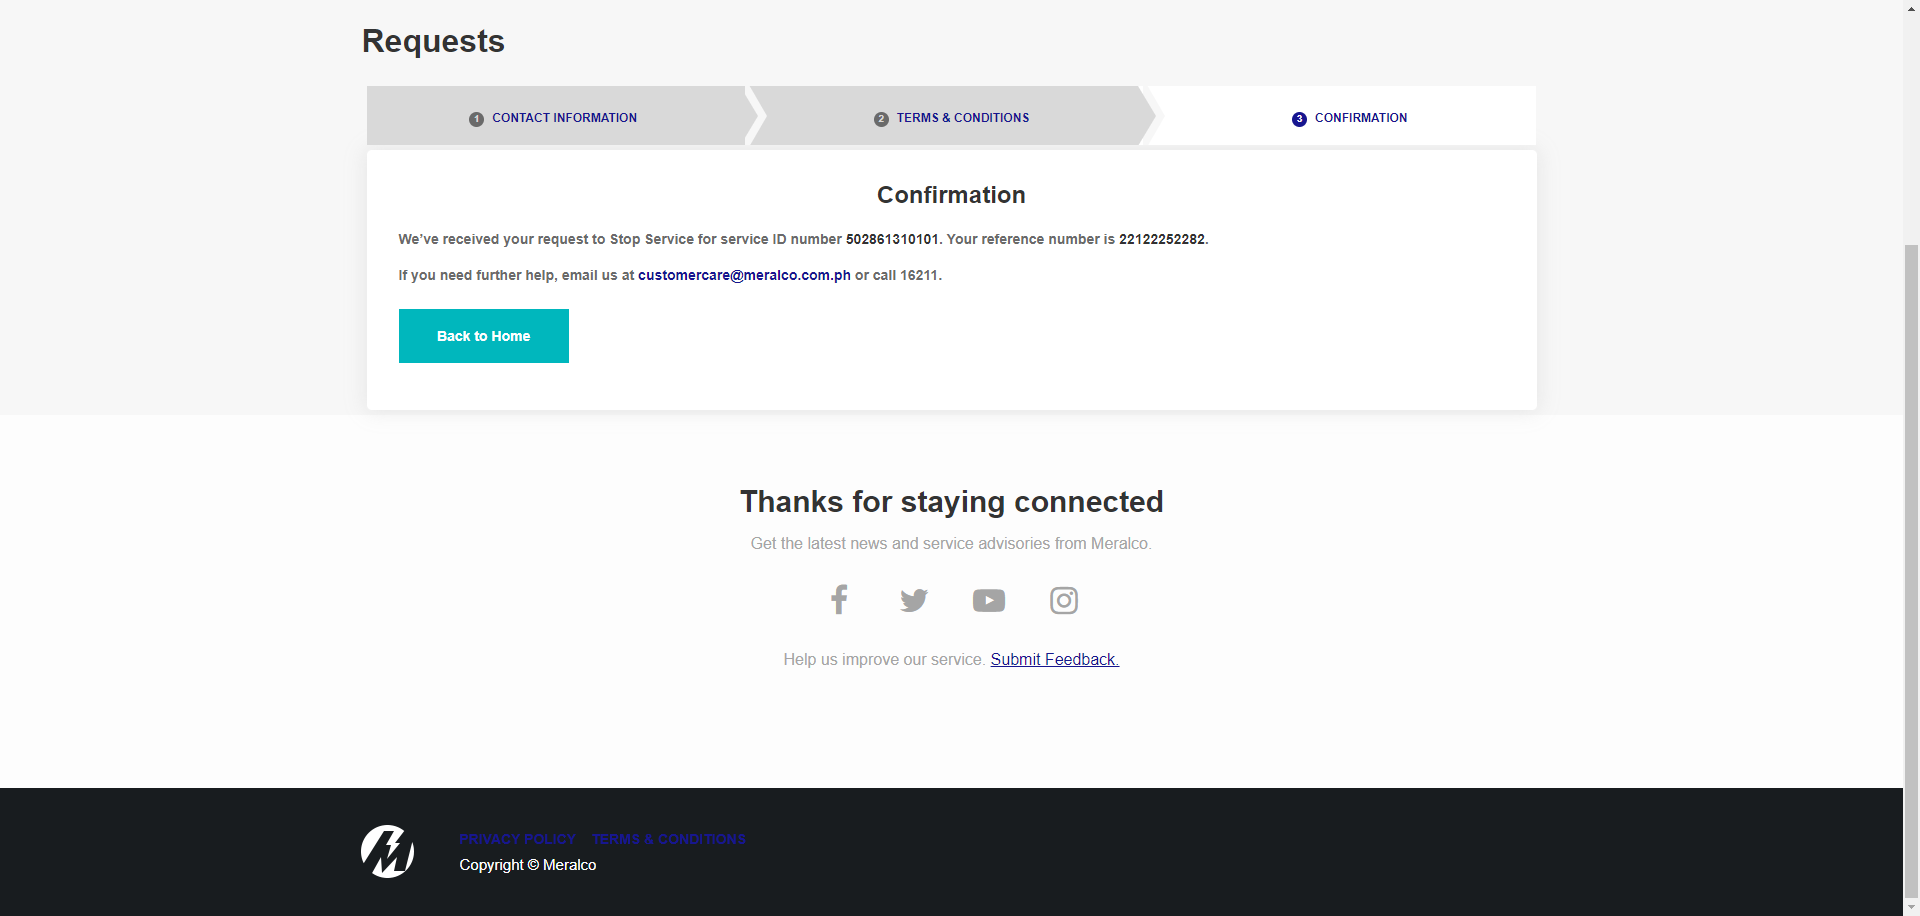 Requests
1 CONTACT INFORMATION
2 TERMS & CONDITIONS
3 CONFIRMATION
Confirmation
We've received your request to Stop Service for service ID number 502861310101. Your reference number is 22122252282.
If you need further help, email us at customercare@meralco.com.ph or call 16211.
Back to Home
Thanks for staying connected
Get the latest news and service advisories from Meralco.
Help us improve our service. Submit Feedback.
PRIVACY POLICY TERMS & CONDITIONS
Copyright © Meralco